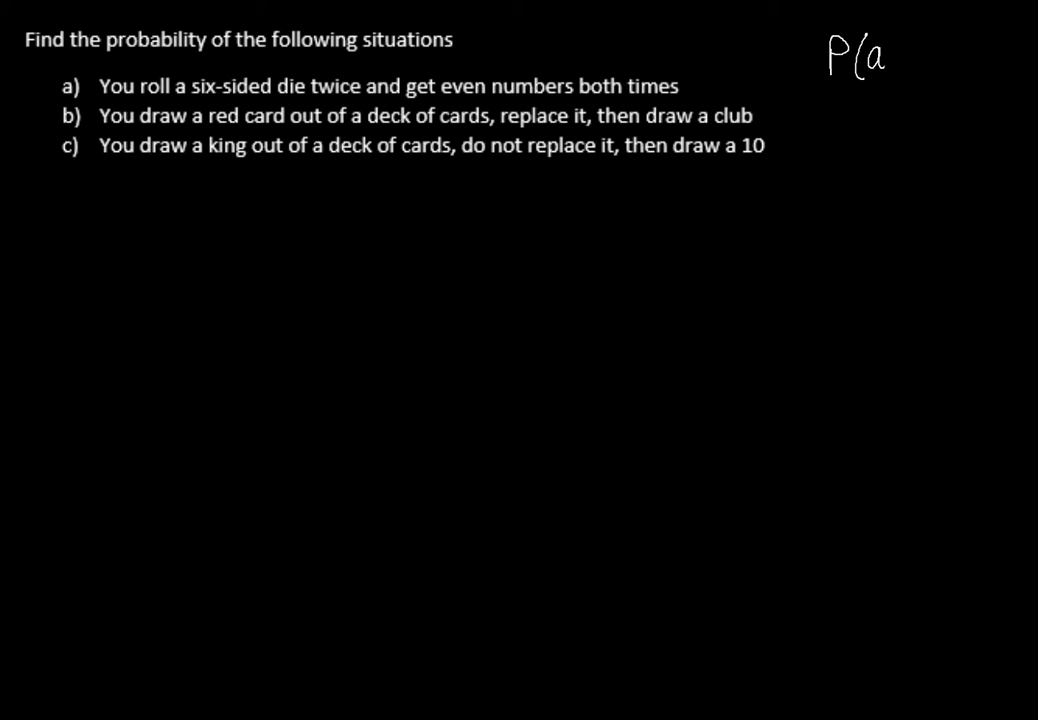 Find the probability of the following situations
P(a
a) You roll a six-sided die twice and get even numbers both times
b) You draw a red card out of a deck of cards, replace it, then draw a club
c) You draw a king out of a deck of cards, do not replace it, then draw a 10